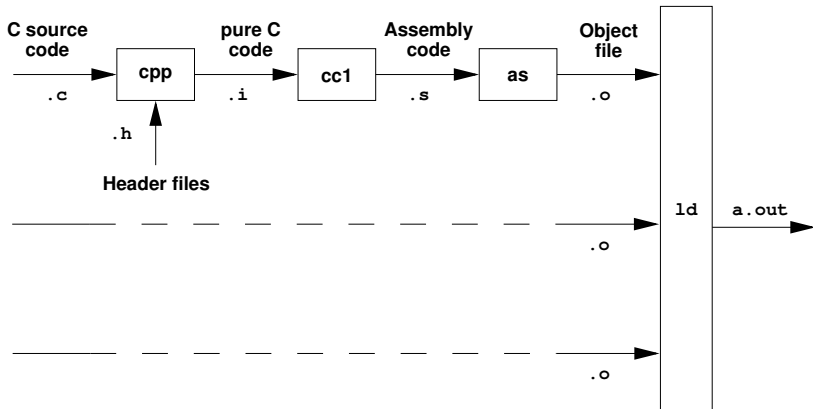 C source
code
pure C
code
Assembly
code
Object
file
cpp
cc1
as
.c
.i
.s
.o
.h
Header files
ld
a.out
.o
.o